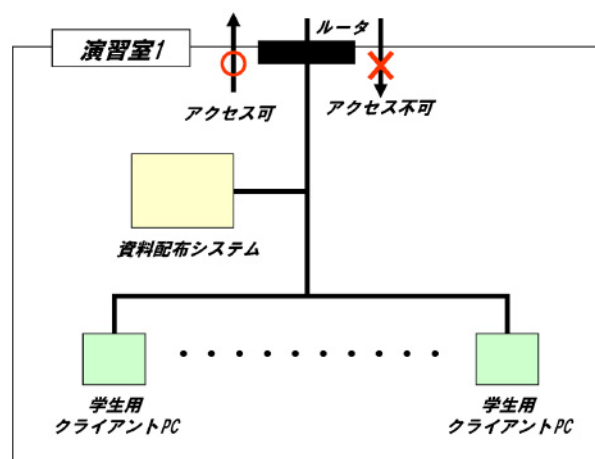 演習室1
ルータ
アクセス可
アクセス不可
資料配布システム
学生用
クライアントPC
学生用
クライアントPC